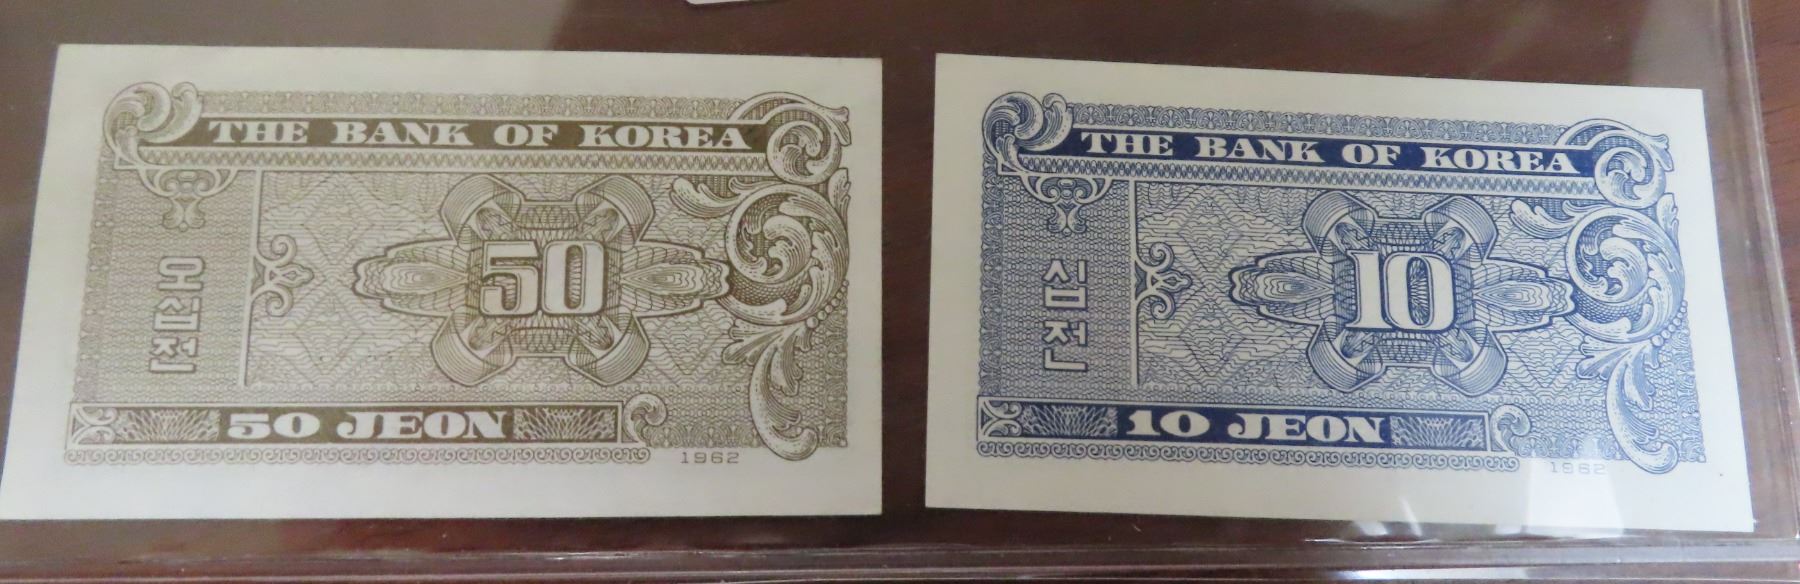 THE BANK OF KOREA
50
오십전
50 JEON
1962
THE BANK OF KOREA
10
십전
10 JEON
1962